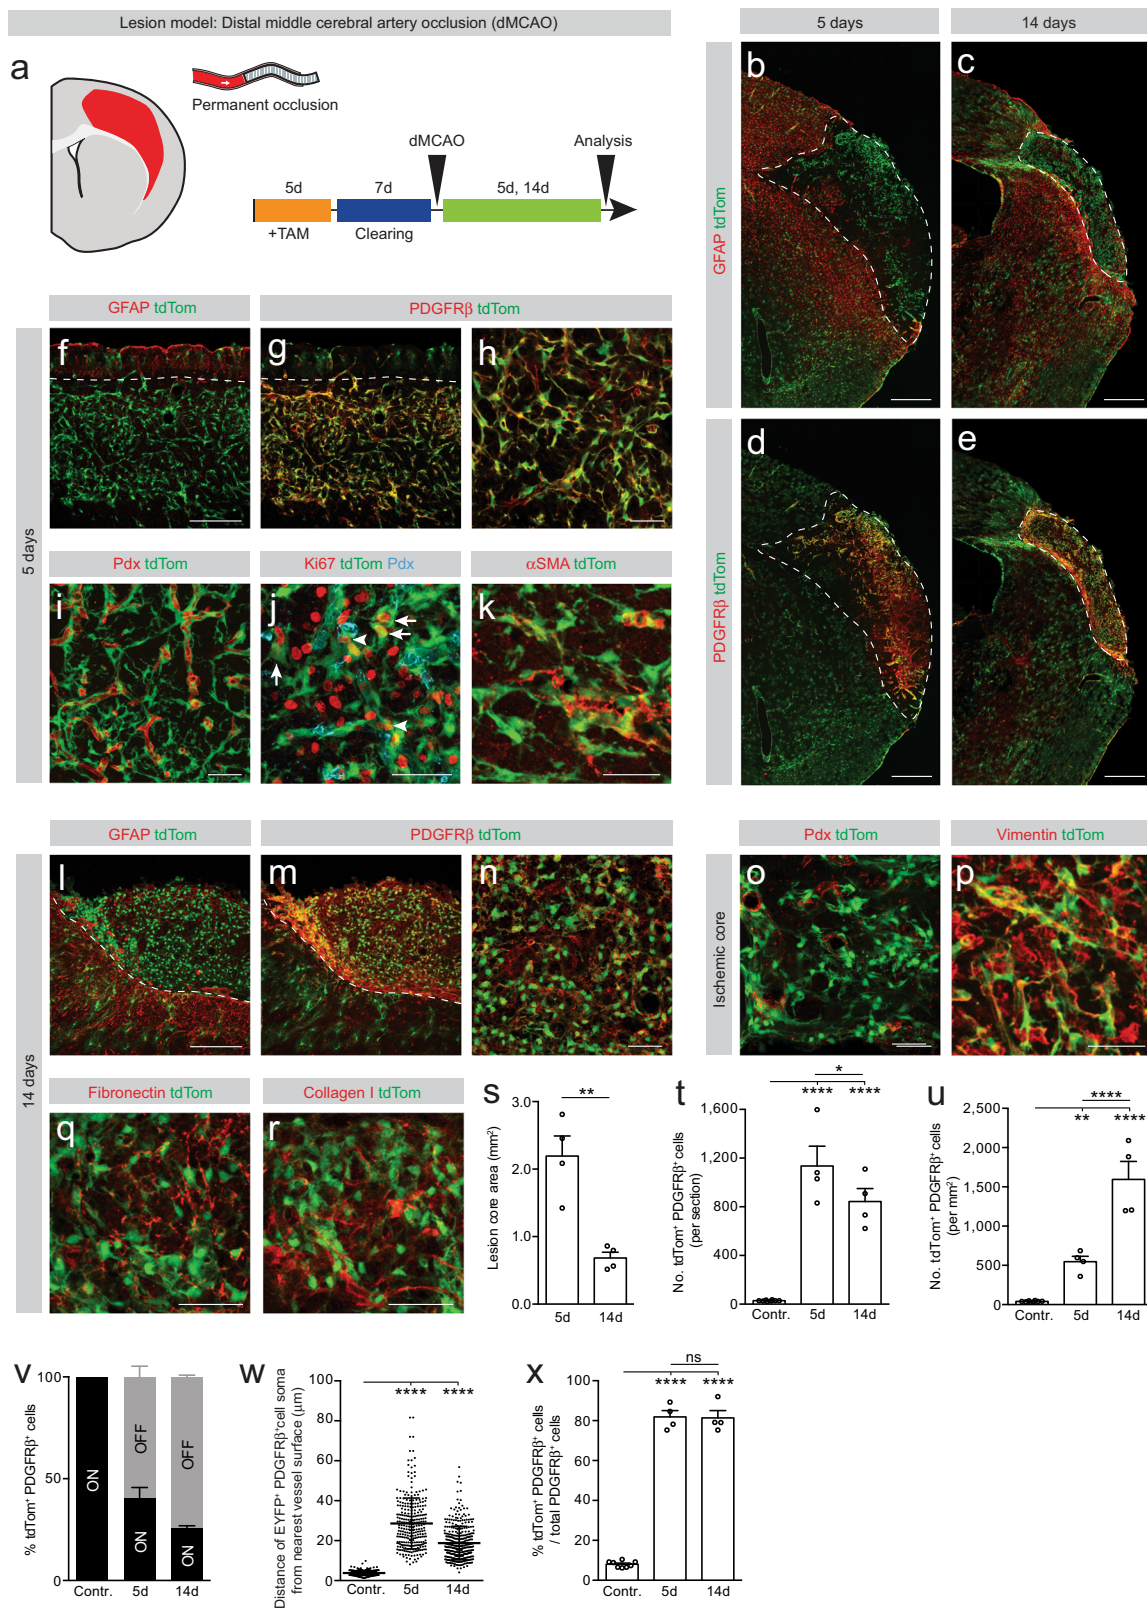 Lesion model: Distal middle cerebral artery occlusion (dMCAO)
a
Permanent occlusion
dMCAO
Analysis
5d
7d
5d, 14d
+TAM
Clearing
5 days
14 days
GFAP tdTom
b
c
PDGFRβ tdTom
d
e
5 days
GFAP tdTom
PDGFRβ tdTom
f
g
h
Pdx tdTom
Ki67 tdTom Pdx
αSMA tdTom
i
j
k
14 days
GFAP tdTom
PDGFRβ tdTom
l
m
n
Ischemic core
Pdx tdTom
Vimentin tdTom
o
p
Fibronectin tdTom
Collagen I tdTom
q
r
s
Lesion core area (mm²)
3.0
2.0
1.0
0.0
**
5d
14d
t
No. tdTom⁺ PDGFRβ⁺ cells
(per section)
1,600
1,200
800
400
0
*
****
****
Contr.
5d
14d
u
No. tdTom⁺ PDGFRβ⁺ cells
(per mm²)
2,500
2,000
1,500
1,000
500
0
****
**
****
Contr.
5d
14d
v
% tdTom⁺ PDGFRβ⁺ cells
100
50
0
ON
OFF
ON
OFF
ON
Contr.
5d
14d
w
Distance of EYFP⁺ PDGFRβ⁺cell soma
from nearest vessel surface (μm)
100
80
60
40
20
0
****
****
Contr.
5d
14d
x
% tdTom⁺ PDGFRβ⁺ cells
/ total PDGFRβ⁺ cells
100
80
60
40
20
0
ns
****
****
Contr.
5d
14d